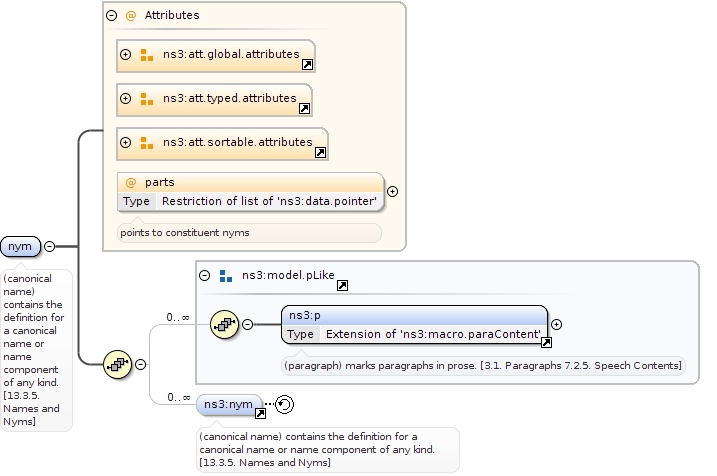 Attributes
ns3:att.global.attributes
ns3:att.typed.attributes
ns3:att.sortable.attributes
parts
Type Restriction of list of 'ns3:data.pointer'
points to constituent nyms
nym
(canonical
name)
contains the
definition for
a canonical
name or
name
component
of any kind.
[13.3.5.
Names and
Nyms]
ns3:model.pLike
0..∞
ns3:p
Type Extension of 'ns3:macro.paraContent'
(paragraph) marks paragraphs in prose. [3.1. Paragraphs 7.2.5. Speech Contents]
0..∞
ns3:nym
(canonical name) contains the definition for a
canonical name or name component of any kind.
[13.3.5. Names and Nyms]